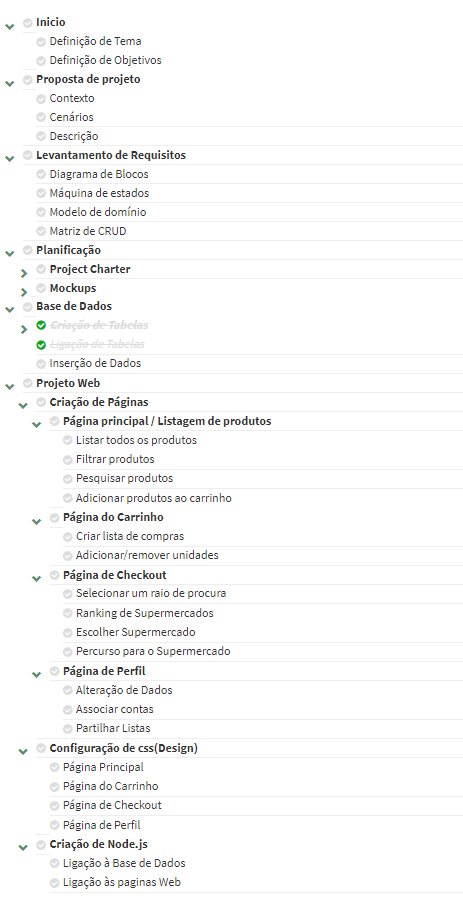 Inicio
Definição de Tema
Definição de Objetivos
Proposta de projeto
Contexto
Cenários
Descrição
Levantamento de Requisitos
Diagrama de Blocos
Máquina de estados
Modelo de domínio
Matriz de CRUD
Planificação
Project Charter
Mockups
Base de Dados
Criação de Tabelas
Ligação de Tabelas
Inserção de Dados
Projeto Web
Criação de Páginas
Página principal / Listagem de produtos
Listar todos os produtos
Filtrar produtos
Pesquisar produtos
Adicionar produtos ao carrinho
Página do Carrinho
Criar lista de compras
Adicionar/remover unidades
Página de Checkout
Selecionar um raio de procura
Ranking de Supermercados
Escolher Supermercado
Percurso para o Supermercado
Página de Perfil
Alteração de Dados
Associar contas
Partilhar Listas
Configuração de css(Design)
Página Principal
Página do Carrinho
Página de Checkout
Página de Perfil
Criação de Node.js
Ligação à Base de Dados
Ligação às paginas Web